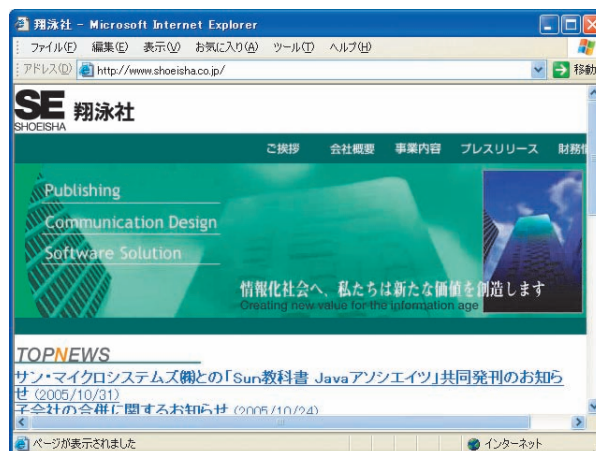 翔泳社 - Microsoft Internet Explorer
ファイル(F) 編集(E) 表示(V) お気に入り(A) ツール(T) ヘルプ(H)
アドレス(D) http://www.shoeisha.co.jp/ 移動
SE 翔泳社
SHOEISHA
ご挨拶 会社概要 事業内容 プレスリリース 財務情
Publishing
Communication Design
Software Solution
情報化社会へ、私たちは新たな価値を創造します
Creating new value for the information age
TOPNEWS
サン・マイクロシステムズ㈱との「Sun教科書 Javaアソシエイツ」共同発刊のお知ら
せ (2005/10/31)
子会社の合併に関するお知らせ (2005/10/24)
ページが表示されました インターネット